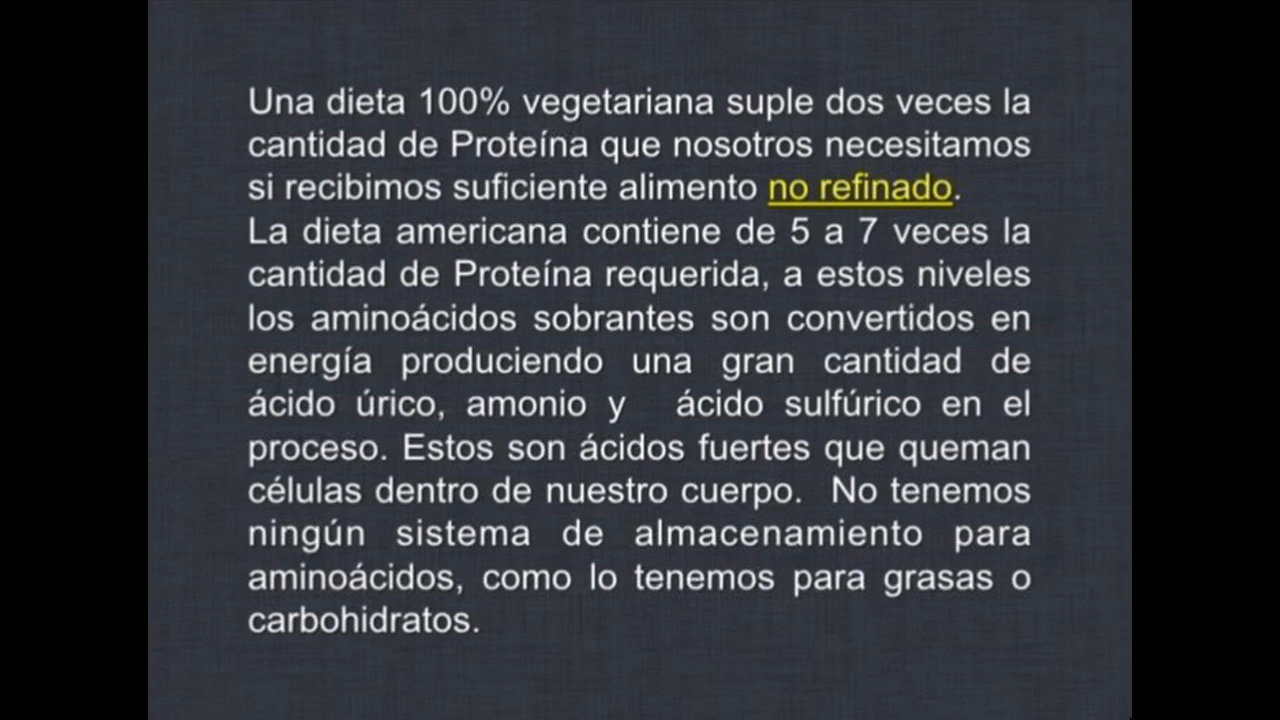 Una dieta 100% vegetariana suple dos veces la
cantidad de Proteína que nosotros necesitamos
si recibimos suficiente alimento no refinado.
La dieta americana contiene de 5 a 7 veces la
cantidad de Proteína requerida, a estos niveles
los aminoácidos sobrantes son convertidos en
energía produciendo una gran cantidad de
ácido úrico, amonio y  ácido sulfúrico en el
proceso. Estos son ácidos fuertes que queman
células dentro de nuestro cuerpo.  No tenemos
ningún sistema de almacenamiento para
aminoácidos, como lo tenemos para grasas o
carbohidratos.